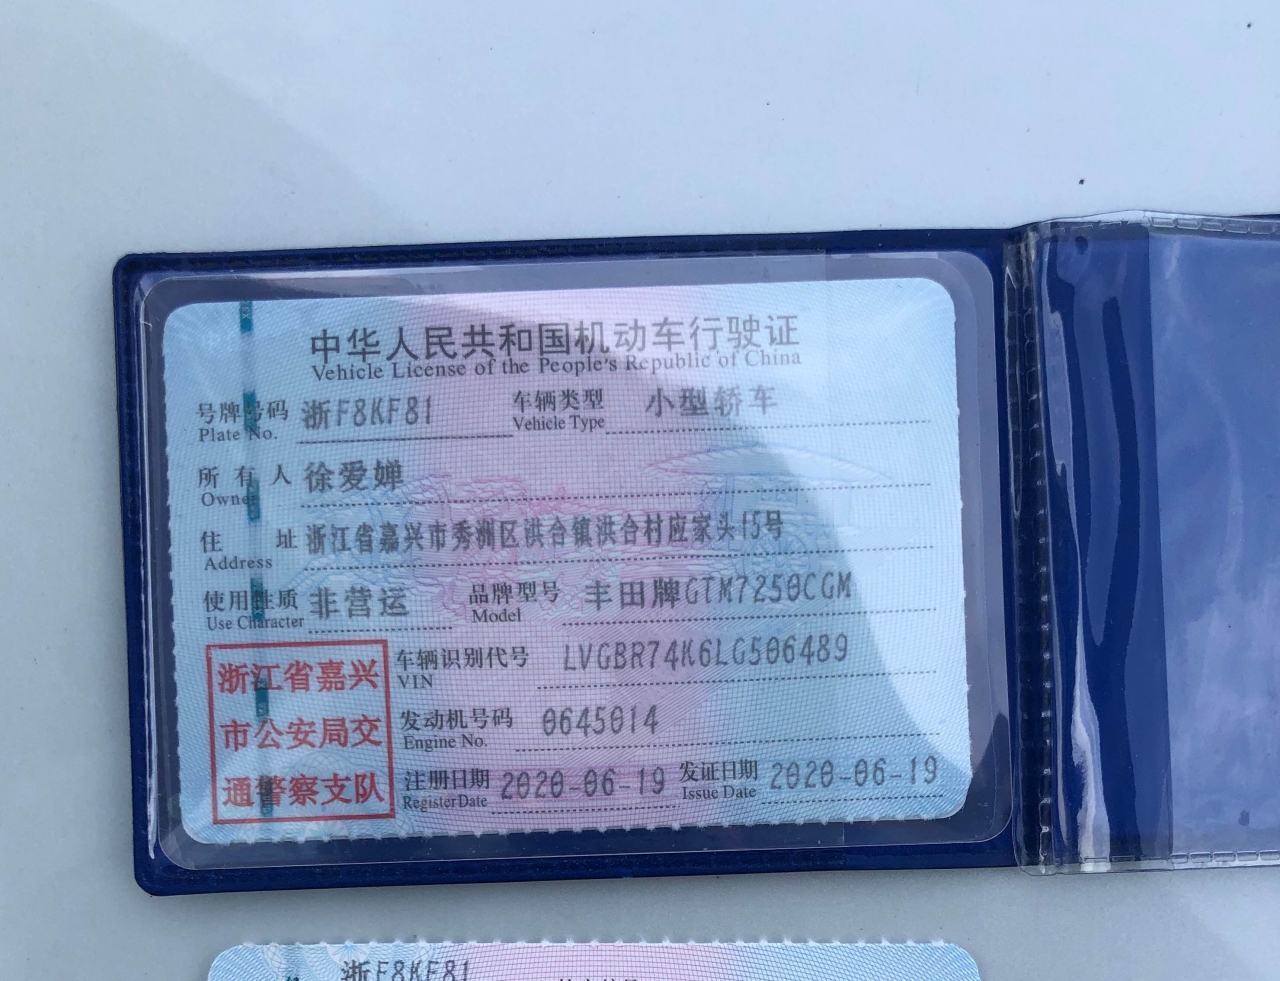 中华人民共和国机动车行驶证
Vehicle License of the People's Republic of China
号牌号码 浙F8KF81 车辆类型 小型轿车
Plate No. Vehicle Type
所有人 徐爱婵
Owner
住址 浙江省嘉兴市秀洲区洪合镇洪合村应家头15号
Address
使用性质 非营运 品牌型号 丰田牌GTM7250CGM
Use Character Model
浙江省嘉兴
市公安局交
通警察支队
车辆识别代号 LVGBR74K6LG506489
VIN
发动机号码 0645014
Engine No.
注册日期 2020-06-19 发证日期 2020-06-19
Register Date Issue Date
浙F8KF81